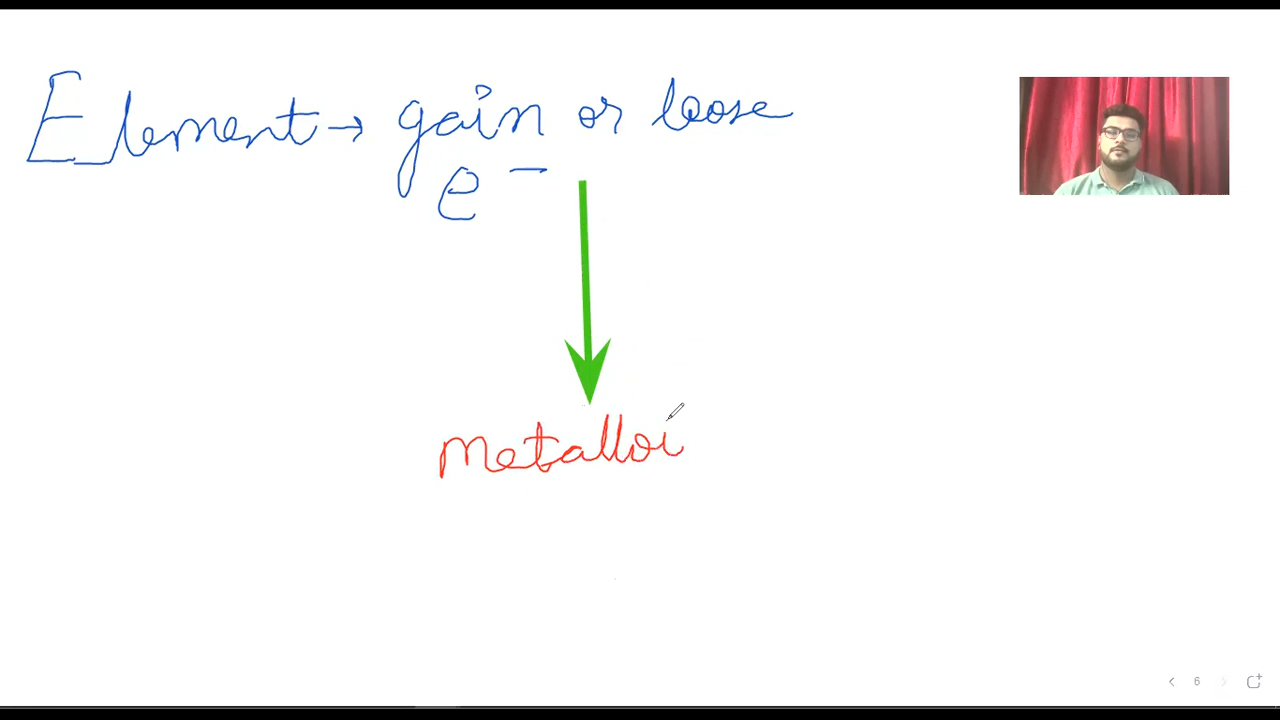 Element → gain or loose
e⁻
metalloi
6